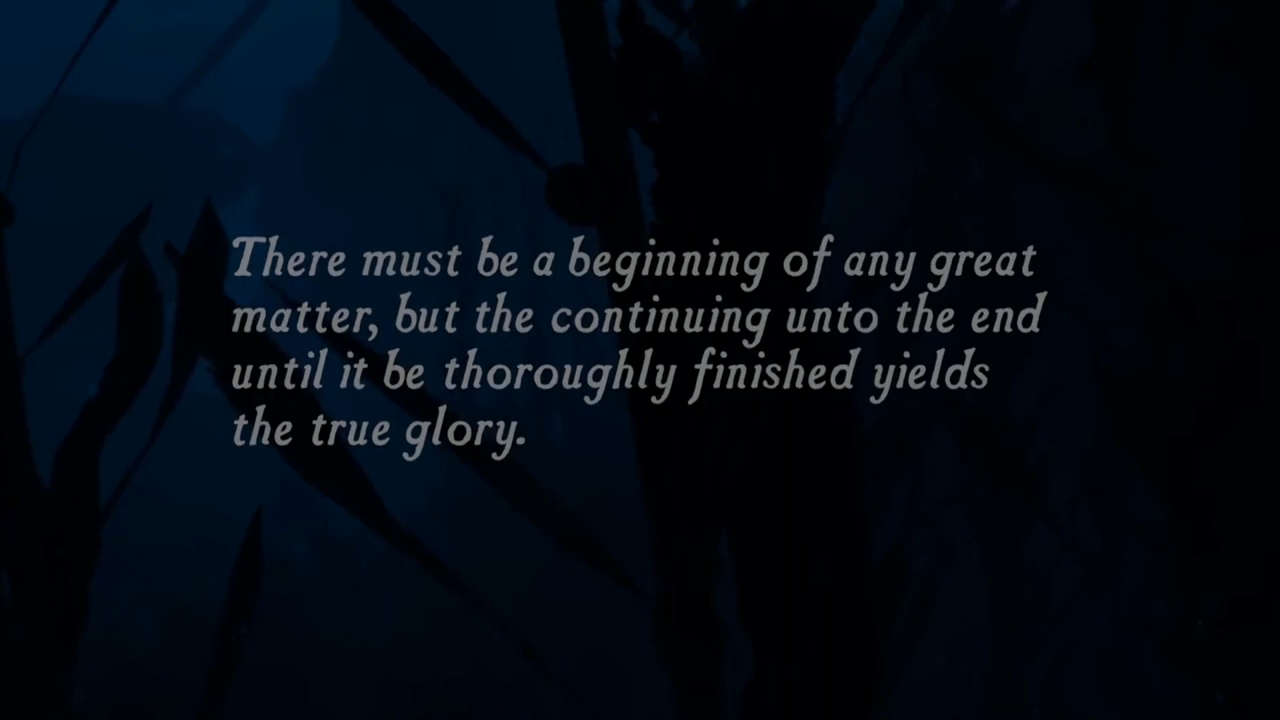 There must be a beginning of any great
matter, but the continuing unto the end
until it be thoroughly finished yields
the true glory.